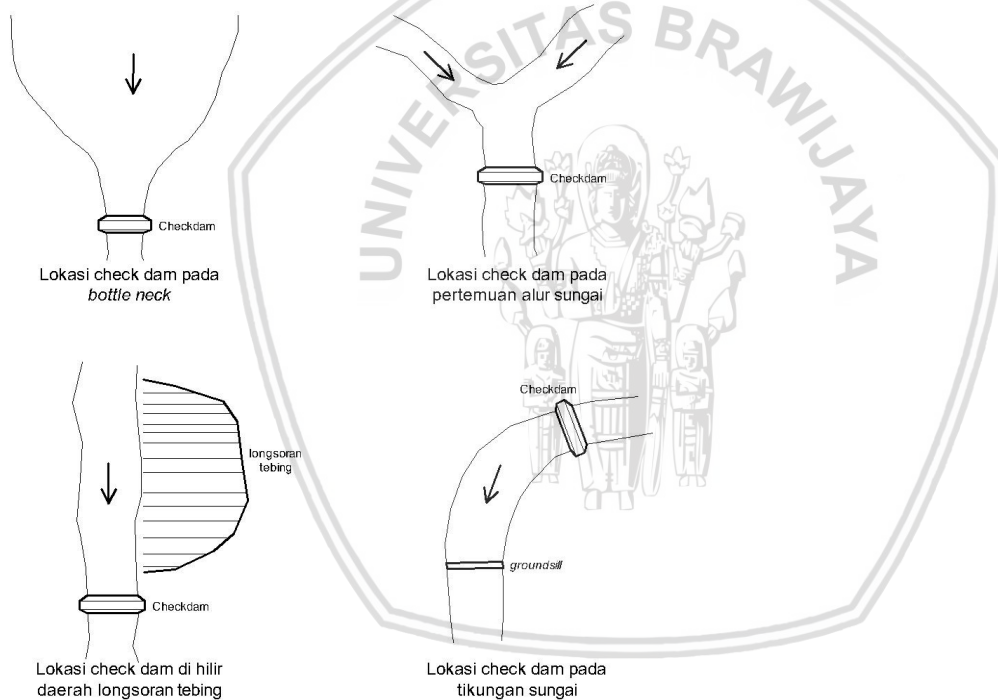 UNIVERSITAS BRAWIJAYA
Checkdam
Lokasi check dam pada
bottle neck
Checkdam
Lokasi check dam pada
pertemuan alur sungai
longsoran
tebing
Checkdam
Lokasi check dam di hilir
daerah longsoran tebing
Checkdam
groundsill
Lokasi check dam pada
tikungan sungai